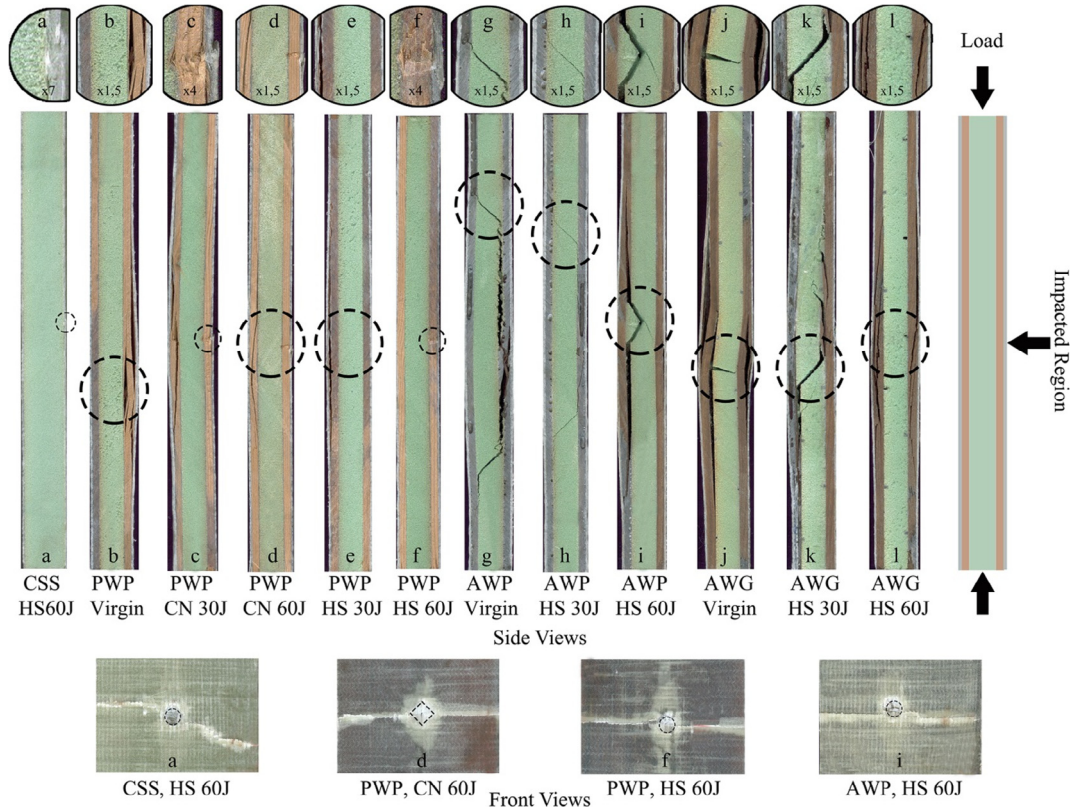 a b c d e f g h i j k l
x7 x1,5 x4 x1,5 x1,5 x4 x1,5 x1,5 x1,5 x1,5 x1,5 x1,5
Load
Impacted Region
a b c d e f g h i j k l
CSS PWP PWP PWP PWP PWP AWP AWP AWP AWG AWG AWG
HS60J Virgin CN 30J CN 60J HS 30J HS 60J Virgin HS 30J HS 60J Virgin HS 30J HS 60J
Side Views
a d f i
CSS, HS 60J PWP, CN 60J PWP, HS 60J AWP, HS 60J
Front Views